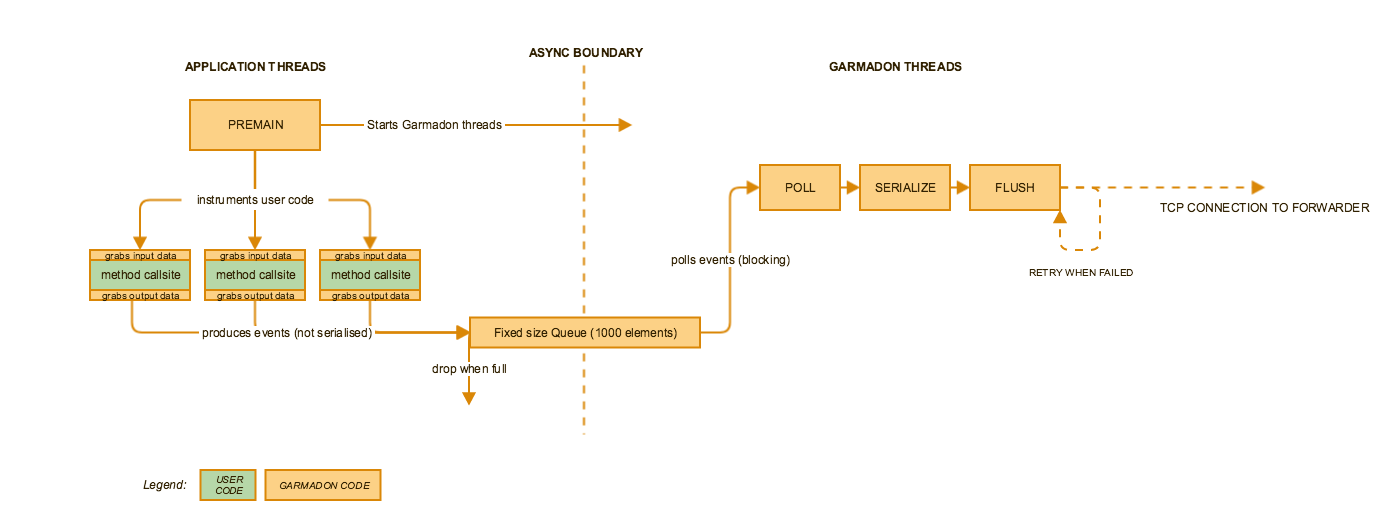 ASYNC BOUNDARY
APPLICATION THREADS
GARMADON THREADS
PREMAIN
Starts Garmadon threads
POLL
SERIALIZE
FLUSH
instruments user code
TCP CONNECTION TO FORWARDER
grabs input data
grabs input data
grabs input data
polls events (blocking)
method callsite
method callsite
method callsite
RETRY WHEN FAILED
grabs output data
grabs output data
grabs output data
produces events (not serialised)
Fixed size Queue (1000 elements)
drop when full
Legend:
USER
CODE
GARMADON CODE